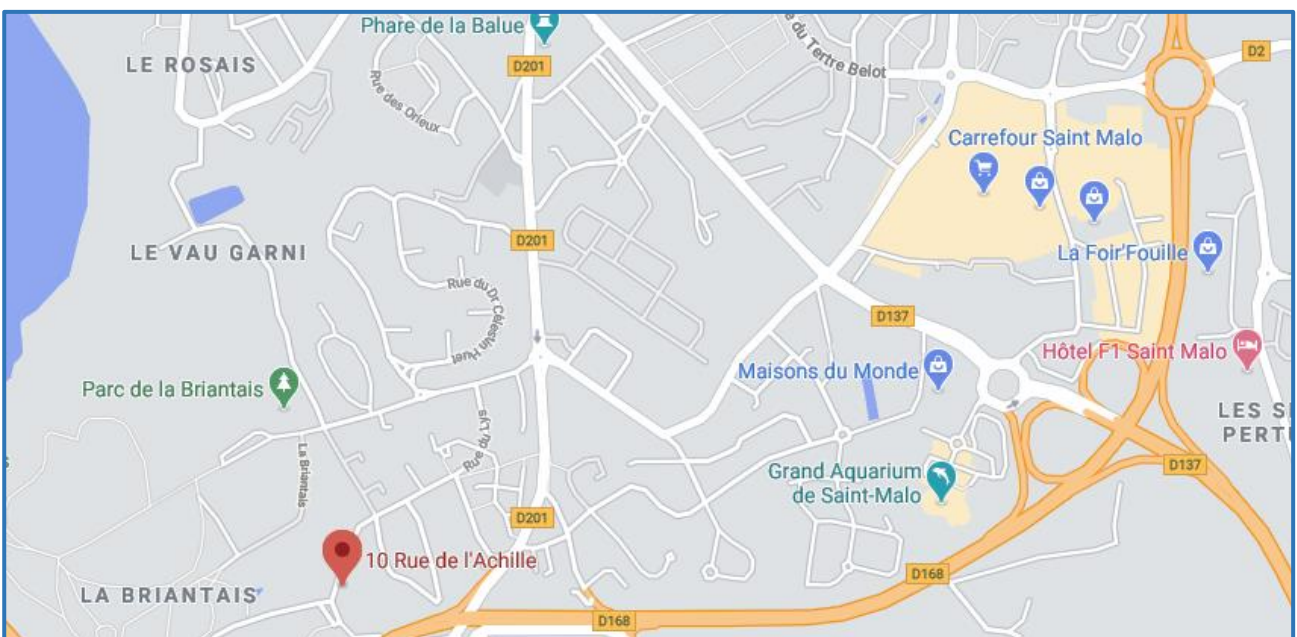 Phare de la Balue
LE ROSAIS
D201
Rue des Orieux
du Tertre Belot
D2
Carrefour Saint Malo
LE VAU GARNI
D201
La Foir'Fouille
Rue du Dr Célestin Huet
D137
Hôtel F1 Saint Malo
Maisons du Monde
Parc de la Briantais
LES S
PERT
Rue du Lys
La Briantais
D137
Grand Aquarium
de Saint-Malo
D201
10 Rue de l'Achille
D168
LA BRIANTAIS
D168